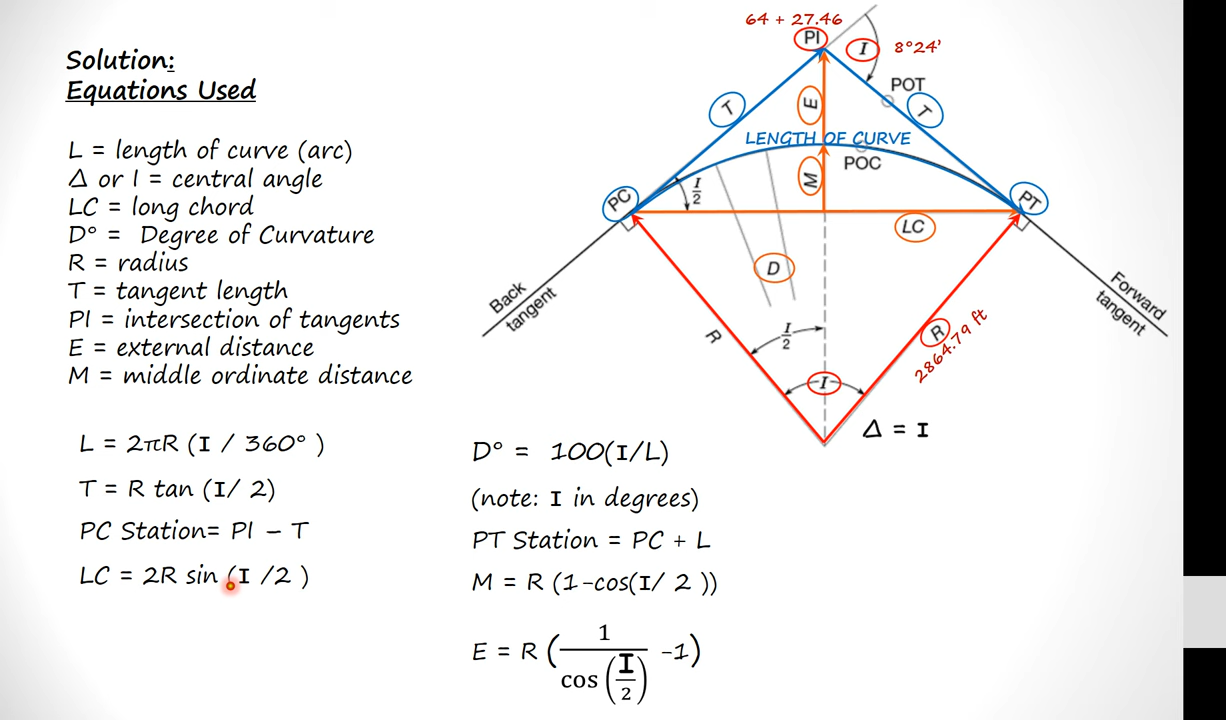 Solution:
Equations Used
L = length of curve (arc)
Δ or I = central angle
LC = long chord
D° = Degree of Curvature
R = radius
T = tangent length
PI = intersection of tangents
E = external distance
M = middle ordinate distance
L = 2πR (I / 360° )
T = R tan (I/ 2)
PC Station= PI – T
LC = 2R sin (I /2 )
D° = 100(I/L)
(note: I in degrees)
PT Station = PC + L
M = R (1-cos(I/ 2 ))
E = R (1 / cos (I/2) -1)
64 + 27.46
PI
I
8°24'
POT
T
E
T
LENGTH OF CURVE
POC
M
I/2
PC
PT
LC
D
Back
tangent
Forward
tangent
R
I/2
R
2864.79 ft
I
Δ = I